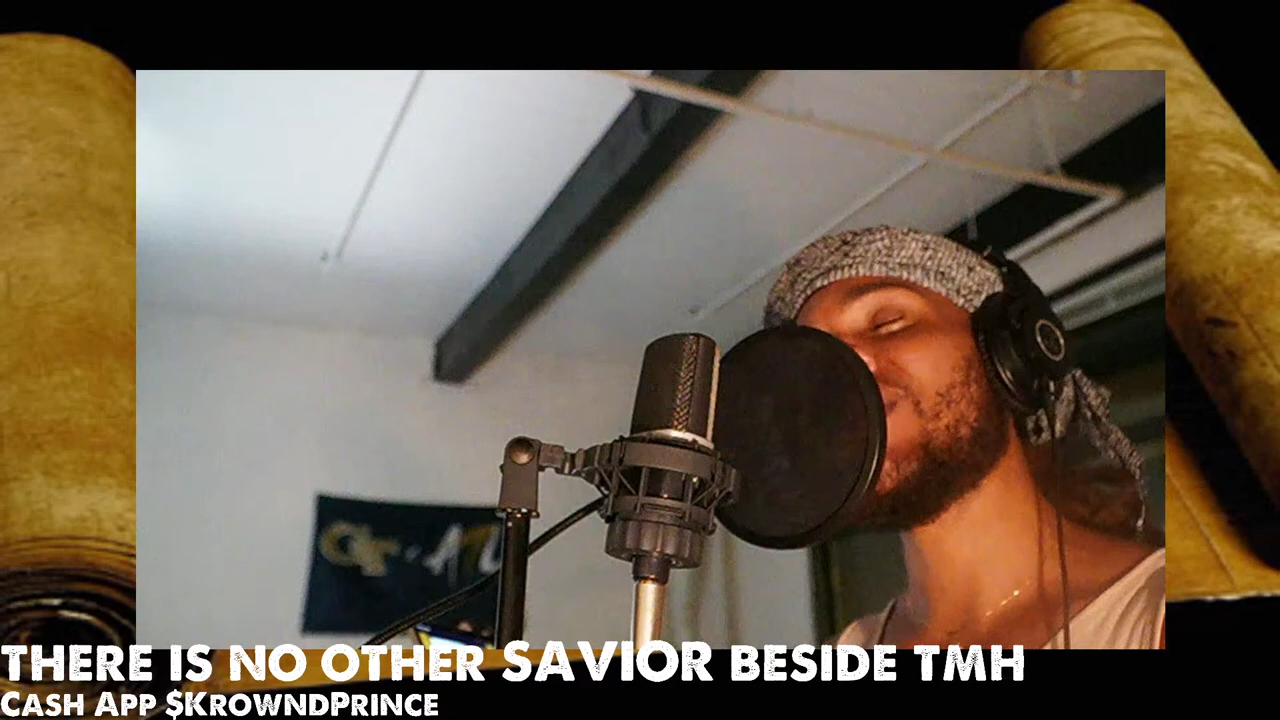 THERE IS NO OTHER SAVIOR BESIDE TMH
CASH APP $KROWNDPRINCE